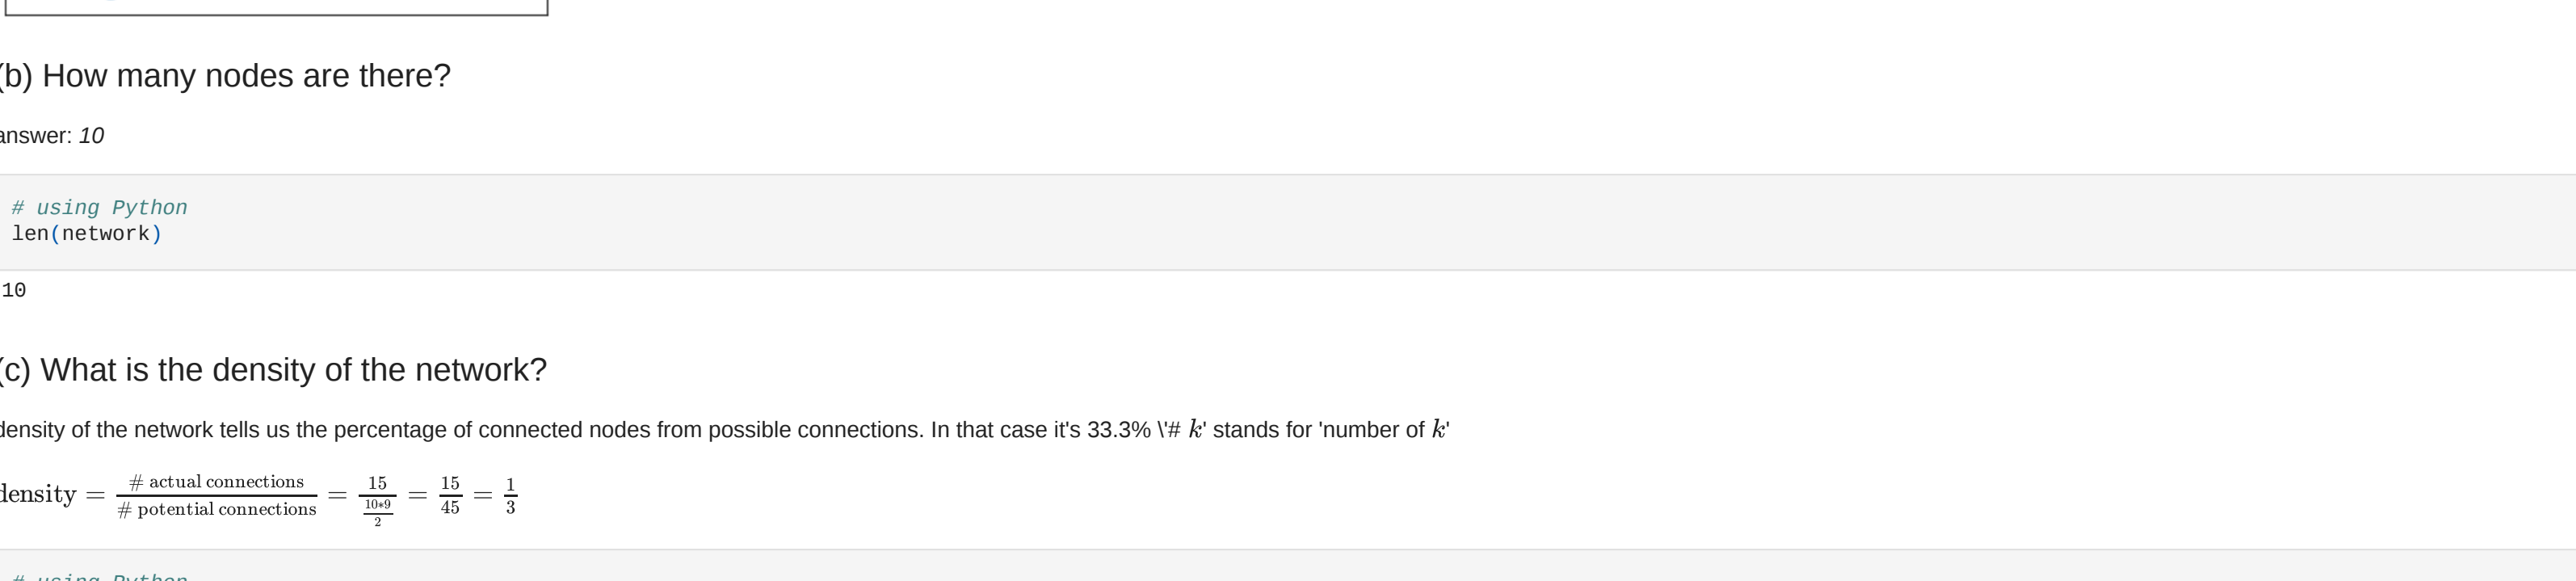 (b) How many nodes are there?
answer: 10
# using Python
len(network)
10
(c) What is the density of the network?
density of the network tells us the percentage of connected nodes from possible connections. In that case it's 33.3% \'# k' stands for 'number of k'
density = # actual connections / # potential connections = 15 / (10*9 / 2) = 15 / 45 = 1 / 3
# using Python